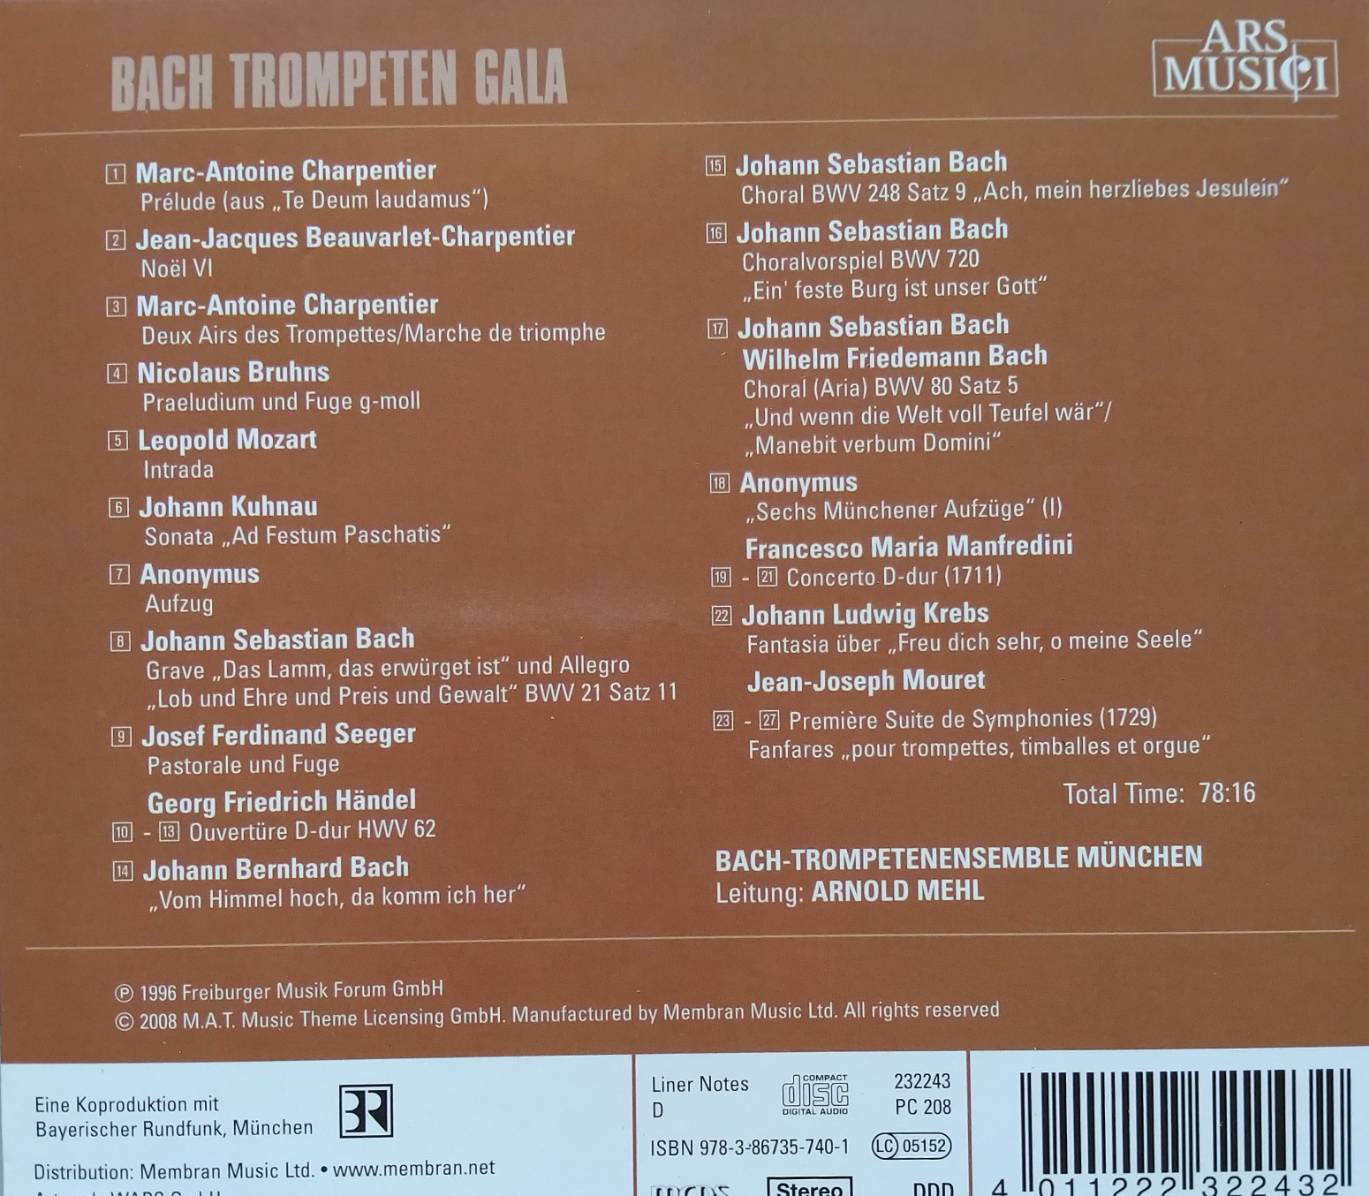 BACH TROMPETEN GALA
ARS
MUSICI
1 Marc-Antoine Charpentier
Prélude (aus „Te Deum laudamus“)
2 Jean-Jacques Beauvarlet-Charpentier
Noël VI
3 Marc-Antoine Charpentier
Deux Airs des Trompettes/Marche de triomphe
4 Nicolaus Bruhns
Praeludium und Fuge g-moll
5 Leopold Mozart
Intrada
6 Johann Kuhnau
Sonata „Ad Festum Paschatis“
7 Anonymus
Aufzug
8 Johann Sebastian Bach
Grave „Das Lamm, das erwürget ist“ und Allegro
„Lob und Ehre und Preis und Gewalt“ BWV 21 Satz 11
9 Josef Ferdinand Seeger
Pastorale und Fuge
Georg Friedrich Händel
10 - 13 Ouvertüre D-dur HWV 62
14 Johann Bernhard Bach
„Vom Himmel hoch, da komm ich her“
15 Johann Sebastian Bach
Choral BWV 248 Satz 9 „Ach, mein herzliebes Jesulein“
16 Johann Sebastian Bach
Choralvorspiel BWV 720
„Ein' feste Burg ist unser Gott“
17 Johann Sebastian Bach
Wilhelm Friedemann Bach
Choral (Aria) BWV 80 Satz 5
„Und wenn die Welt voll Teufel wär“/
„Manebit verbum Domini“
18 Anonymus
„Sechs Münchener Aufzüge“ (I)
Francesco Maria Manfredini
19 - 21 Concerto D-dur (1711)
22 Johann Ludwig Krebs
Fantasia über „Freu dich sehr, o meine Seele“
Jean-Joseph Mouret
23 - 27 Première Suite de Symphonies (1729)
Fanfares „pour trompettes, timballes et orgue“
Total Time: 78:16
BACH-TROMPETENENSEMBLE MÜNCHEN
Leitung: ARNOLD MEHL
℗ 1996 Freiburger Musik Forum GmbH
© 2008 M.A.T. Music Theme Licensing GmbH. Manufactured by Membran Music Ltd. All rights reserved
Eine Koproduktion mit
Bayerischer Rundfunk, München
BR
Distribution: Membran Music Ltd. • www.membran.net
Liner Notes
D
COMPACT
disc
DIGITAL AUDIO
232243
PC 208
ISBN 978-3-86735-740-1
LC 05152
Stereo
DDD
4 011222 322432